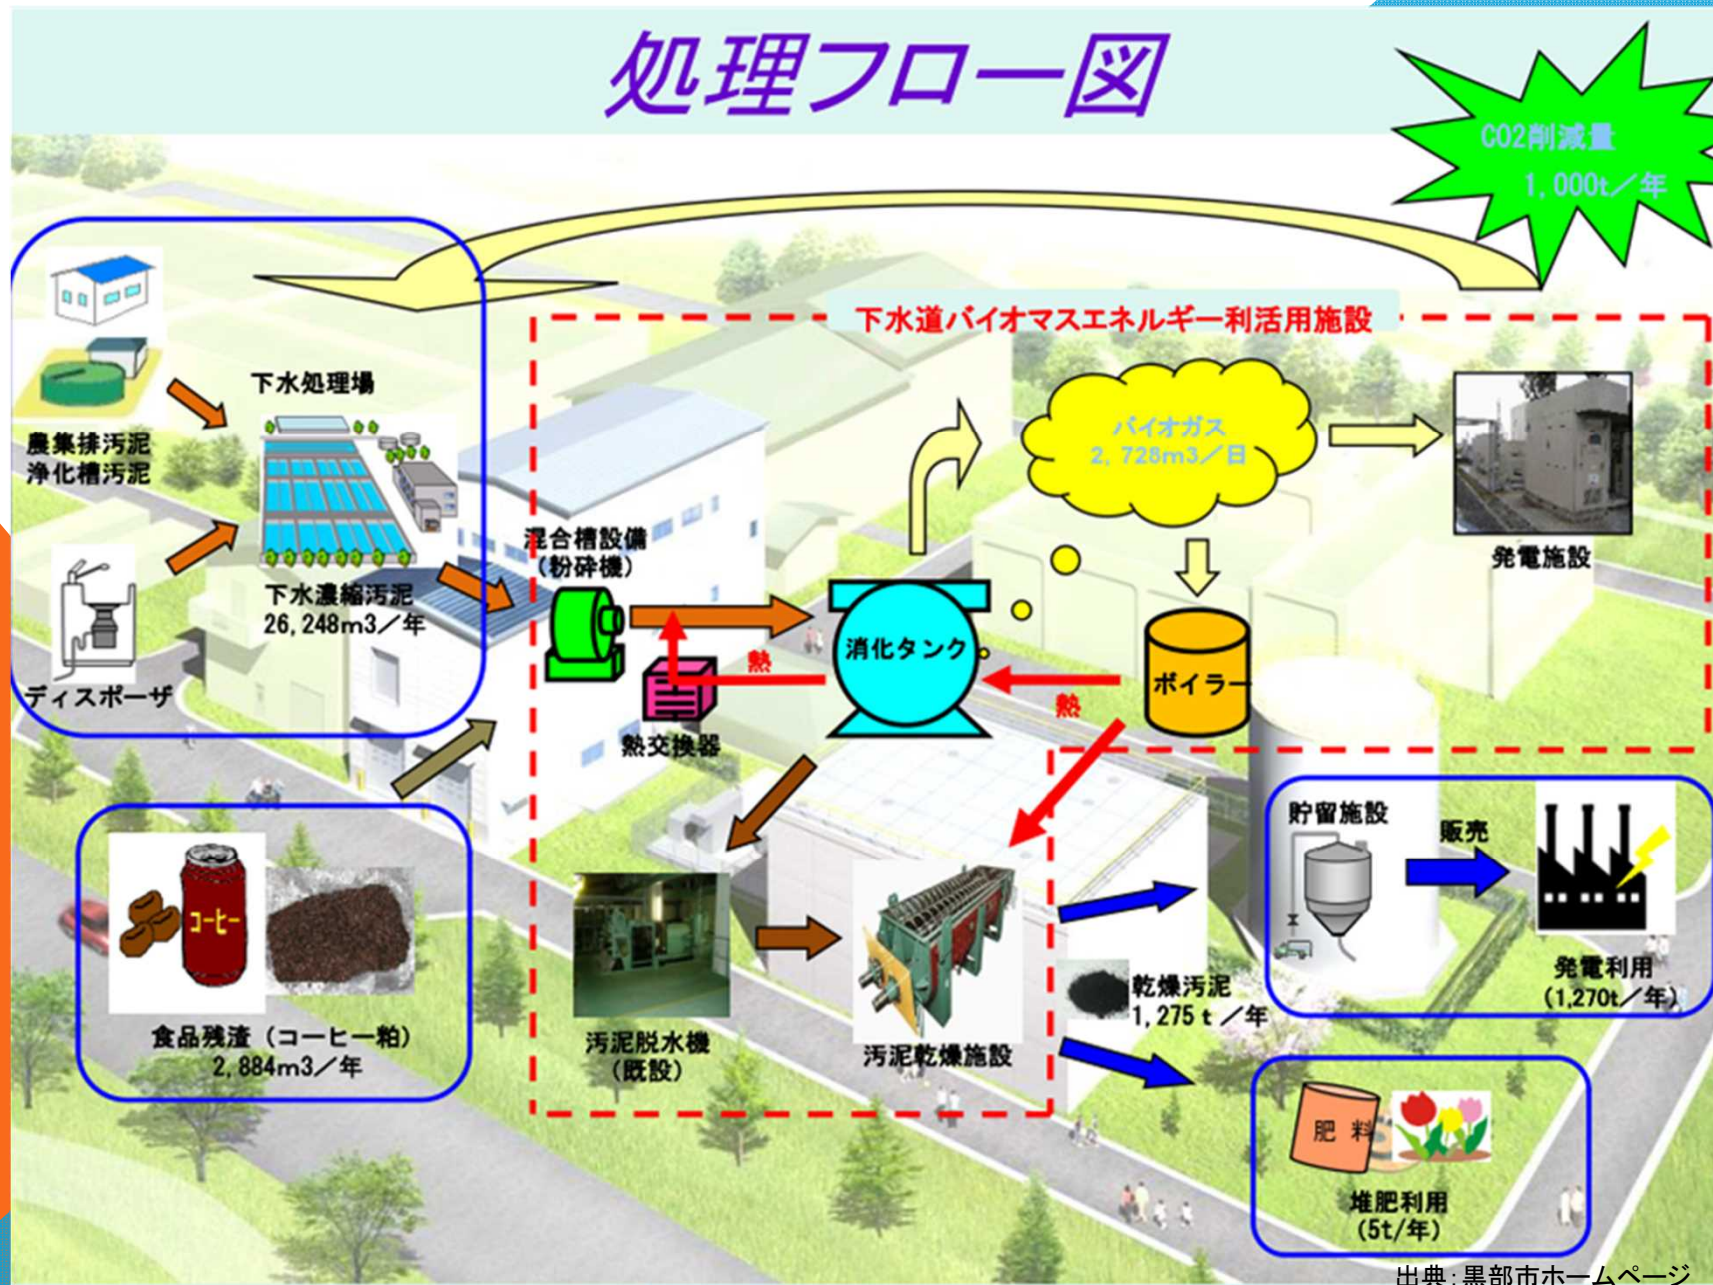 処理フロー図
CO2削減量
1,000t／年
下水道バイオマスエネルギー利活用施設
下水処理場
農集排汚泥
浄化槽汚泥
ディスポーザ
下水濃縮汚泥
26,248m3／年
混合槽設備
（粉砕機）
熱交換器
熱
消化タンク
バイオガス
2,728m3／日
発電施設
ボイラー
熱
コーヒー
食品残渣（コーヒー粕）
2,884m3／年
汚泥脱水機
（既設）
汚泥乾燥施設
乾燥汚泥
1,275ｔ／年
貯留施設
販売
発電利用
（1,270t／年）
肥料
堆肥利用
（5t/年）
出典：黒部市ホームページ